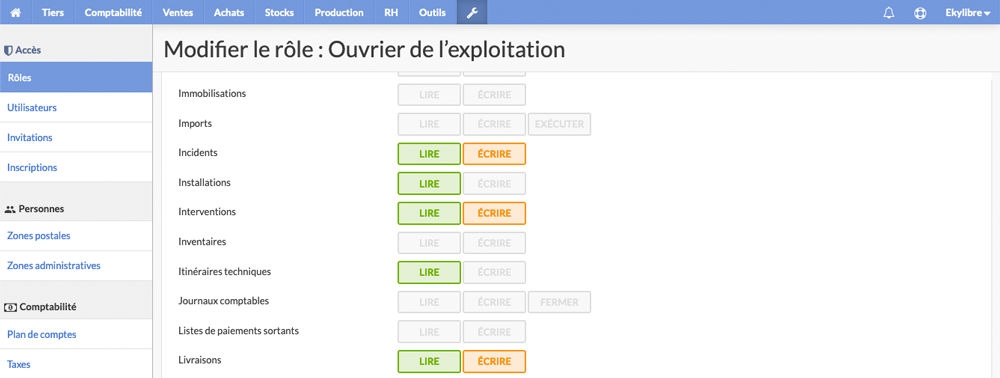 Tiers Comptabilité Ventes Achats Stocks Production RH Outils Ekylibre
Modifier le rôle : Ouvrier de l’exploitation
Accès
Rôles
Utilisateurs
Invitations
Inscriptions
Personnes
Zones postales
Zones administratives
Comptabilité
Plan de comptes
Taxes
Immobilisations LIRE ÉCRIRE
Imports LIRE ÉCRIRE EXÉCUTER
Incidents LIRE ÉCRIRE
Installations LIRE ÉCRIRE
Interventions LIRE ÉCRIRE
Inventaires LIRE ÉCRIRE
Itinéraires techniques LIRE ÉCRIRE
Journaux comptables LIRE ÉCRIRE FERMER
Listes de paiements sortants LIRE ÉCRIRE
Livraisons LIRE ÉCRIRE